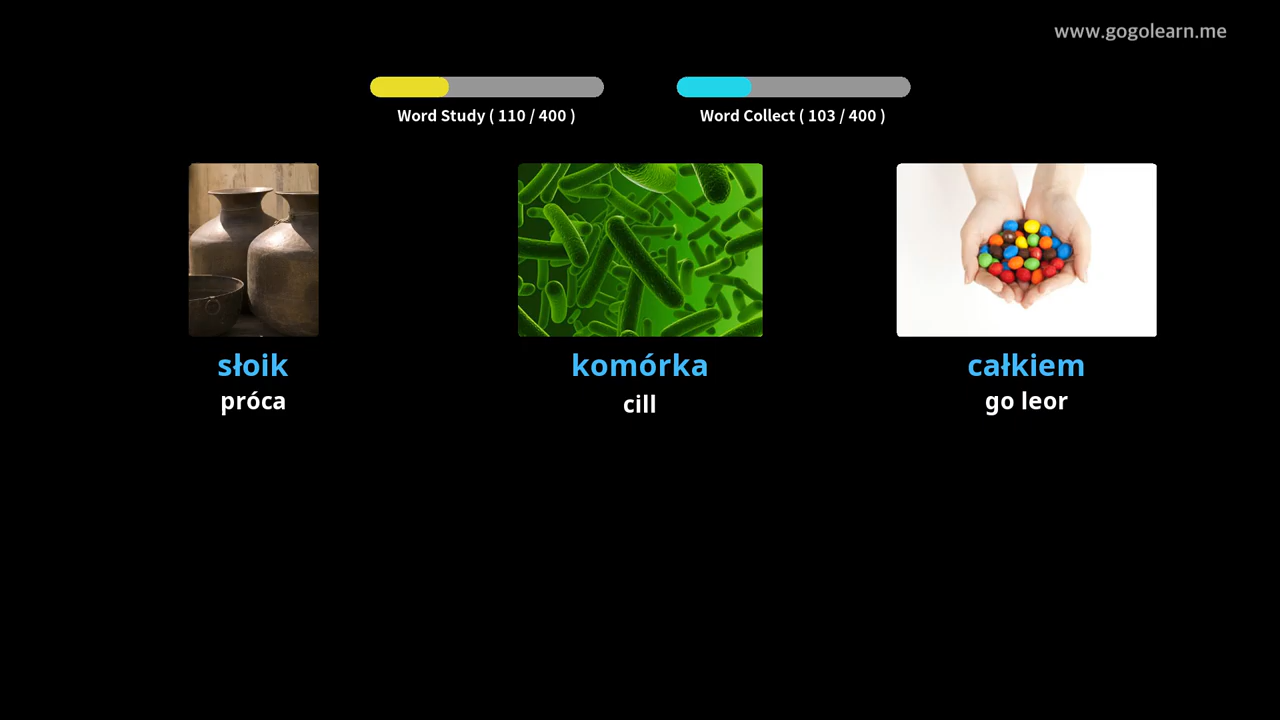 www.gogolearn.me
Word Study ( 110 / 400 )
Word Collect ( 103 / 400 )
słoik
próca
komórka
cill
całkiem
go leor